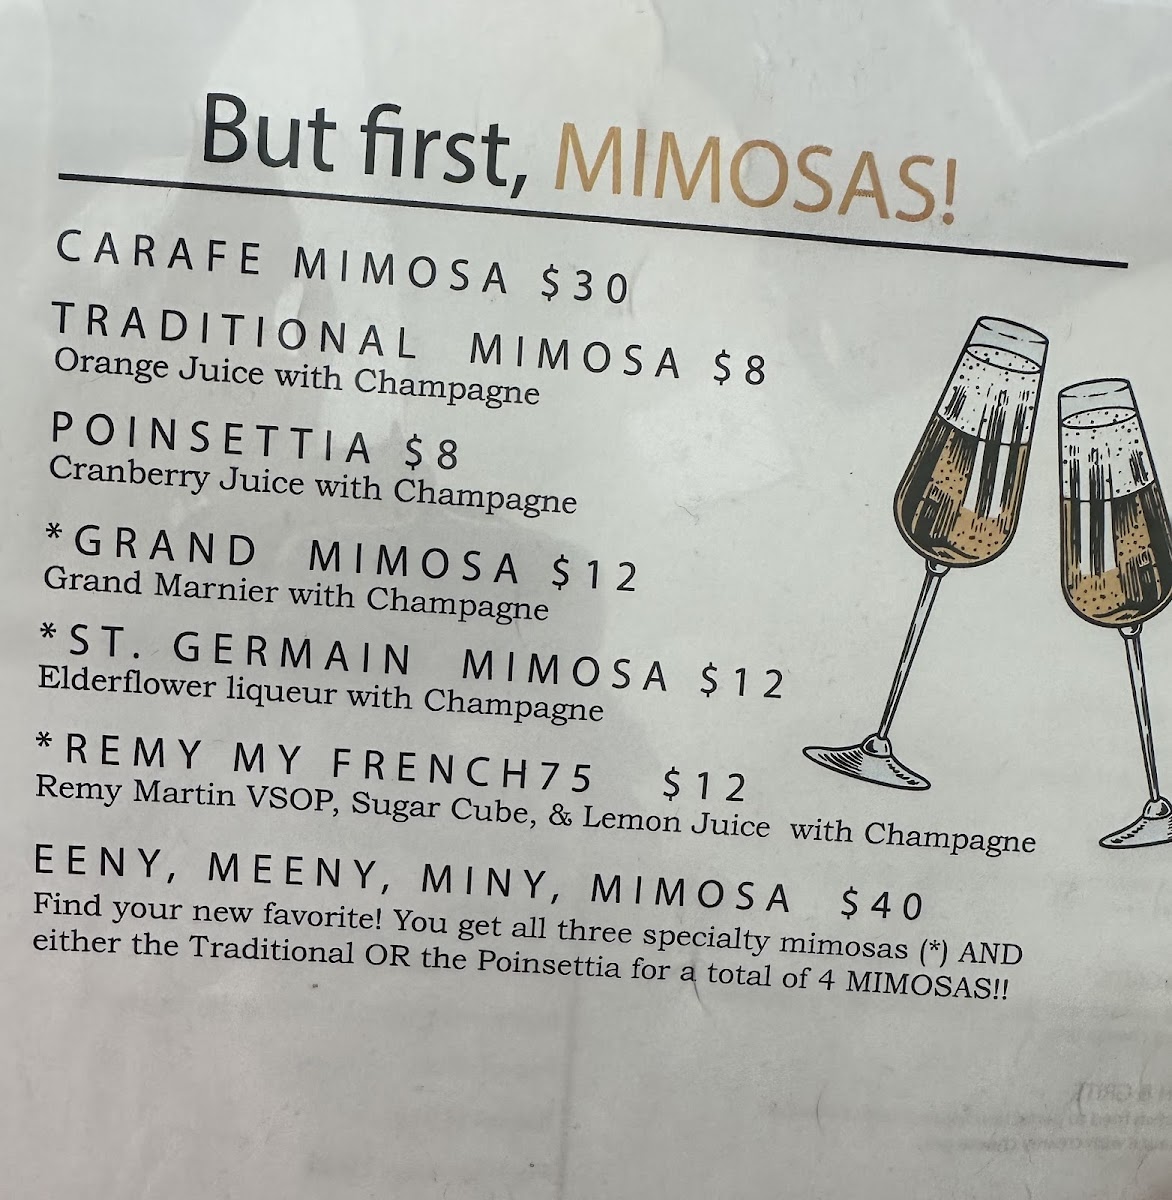 But first, MIMOSAS!
CARAFE MIMOSA $30
TRADITIONAL MIMOSA $8
Orange Juice with Champagne
POINSETTIA $8
Cranberry Juice with Champagne
*GRAND MIMOSA $12
Grand Marnier with Champagne
*ST. GERMAIN MIMOSA $12
Elderflower liqueur with Champagne
*REMY MY FRENCH75 $12
Remy Martin VSOP, Sugar Cube, & Lemon Juice with Champagne
EENY, MEENY, MINY, MIMOSA $40
Find your new favorite! You get all three specialty mimosas (*) AND
either the Traditional OR the Poinsettia for a total of 4 MIMOSAS!!